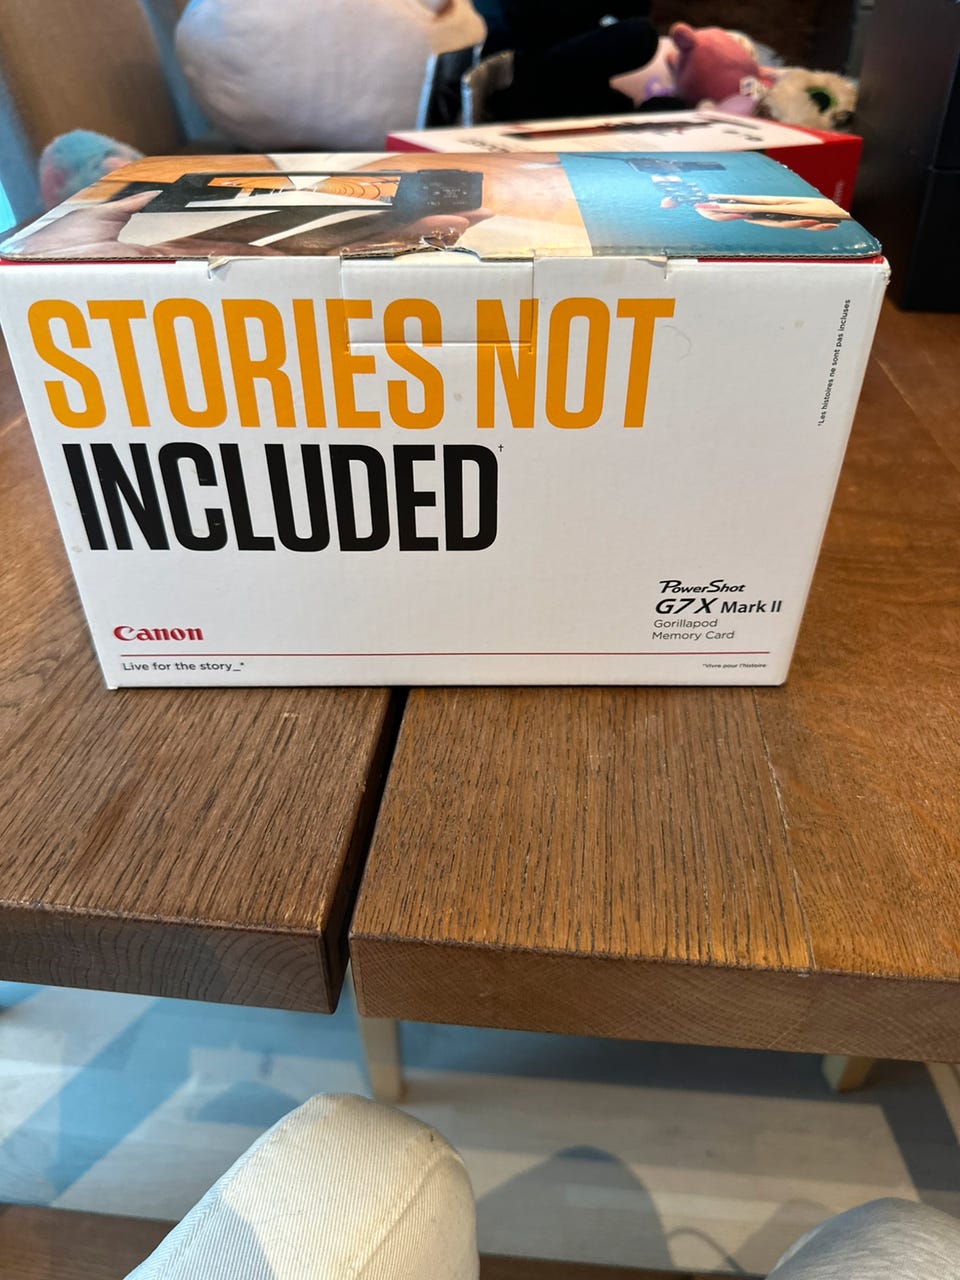 STORIES NOT
INCLUDED†
†Les histoires ne sont pas incluses
PowerShot
G7X Mark II
Gorillapod
Memory Card
Canon
Live for the story_*
*Vivre pour l'histoire